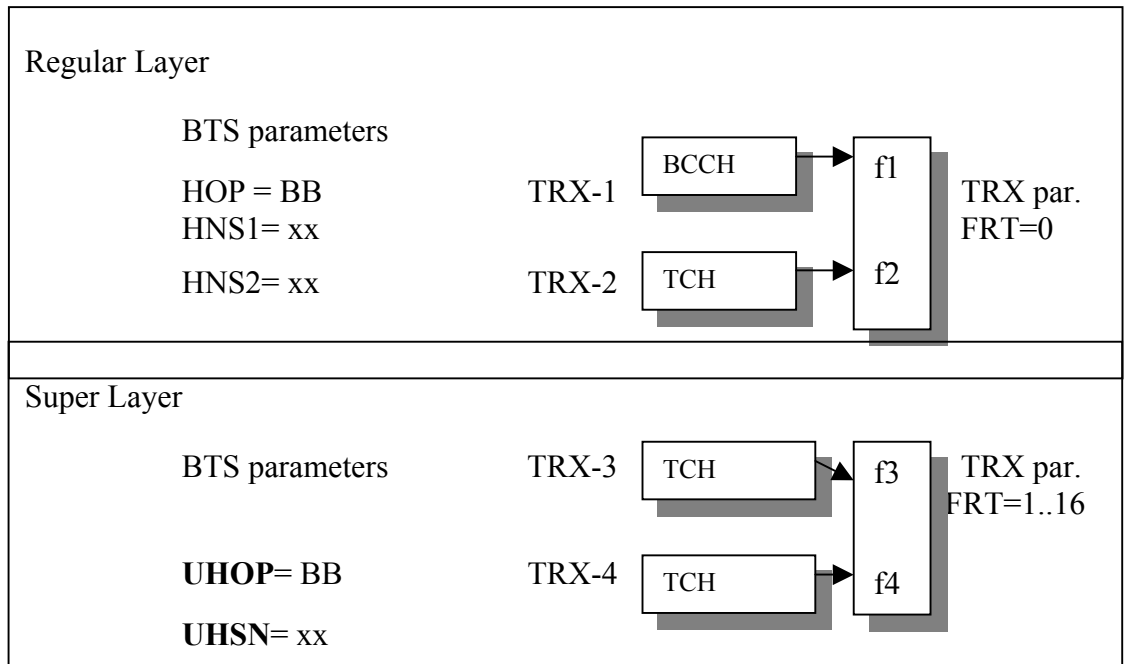 Regular Layer
BTS parameters
BCCH f1
HOP = BB TRX-1 TRX par.
HNS1= xx FRT=0
HNS2= xx TRX-2 TCH f2
Super Layer
BTS parameters TRX-3 TCH f3 TRX par.
FRT=1..16
UHOP= BB TRX-4 TCH f4
UHSN= xx